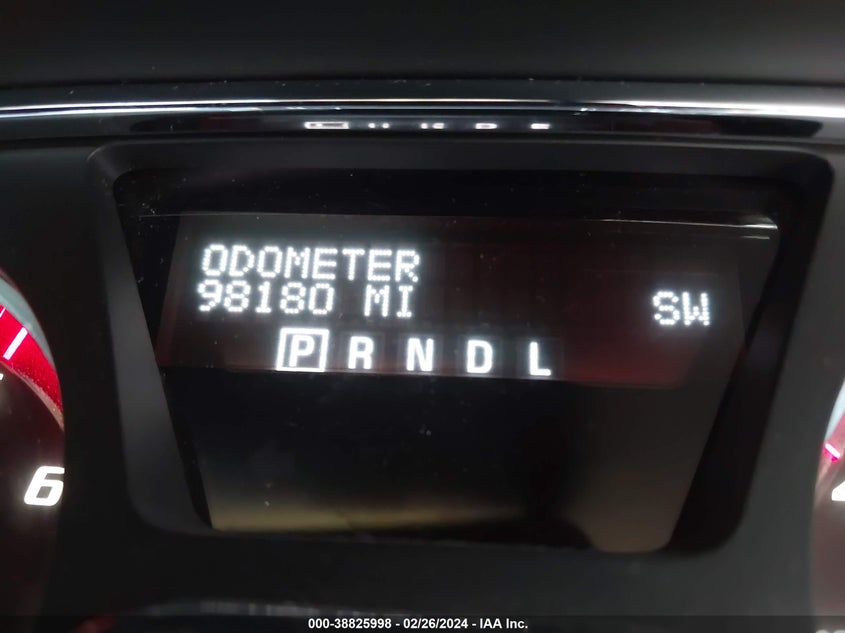 ODOMETER
98180 MI SW
P R N D L
6
000-38825998 - 02/26/2024 - IAA Inc.